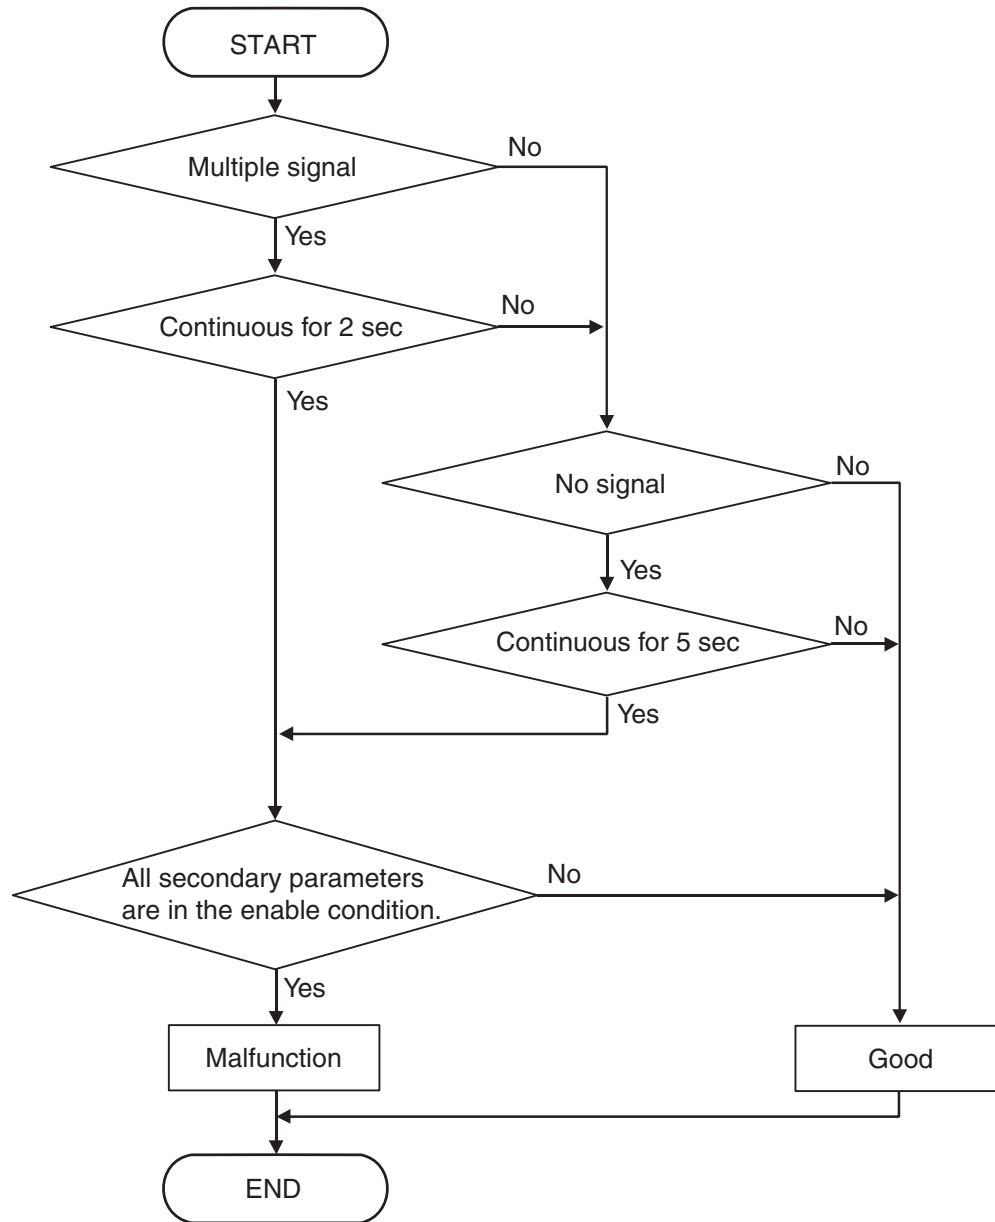 START
Multiple signal
No
Yes
Continuous for 2 sec
No
Yes
No signal
No
Yes
Continuous for 5 sec
No
Yes
All secondary parameters
are in the enable condition.
No
Yes
Malfunction
Good
END